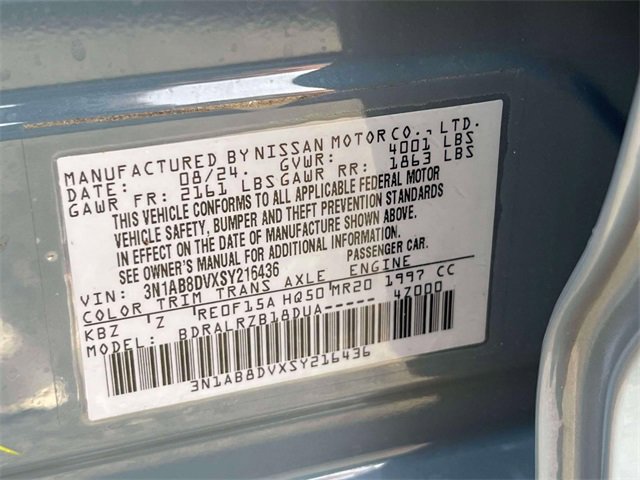 MANUFACTURED BY NISSAN MOTOR CO., LTD.
DATE: 08/24. GVWR: 4001 LBS
GAWR FR: 2161 LBS GAWR RR: 1863 LBS
THIS VEHICLE CONFORMS TO ALL APPLICABLE FEDERAL MOTOR
VEHICLE SAFETY, BUMPER AND THEFT PREVENTION STANDARDS
IN EFFECT ON THE DATE OF MANUFACTURE SHOWN ABOVE.
SEE OWNER'S MANUAL FOR ADDITIONAL INFORMATION.
VIN: 3N1AB8DVXSY216436 PASSENGER CAR.
COLOR TRIM TRANS AXLE ENGINE
KBZ Z RE0F15A HQ50 MR20 1997 CC
MODEL: BDRALRZB18DUA- 47000
3N1AB8DVXSY216436